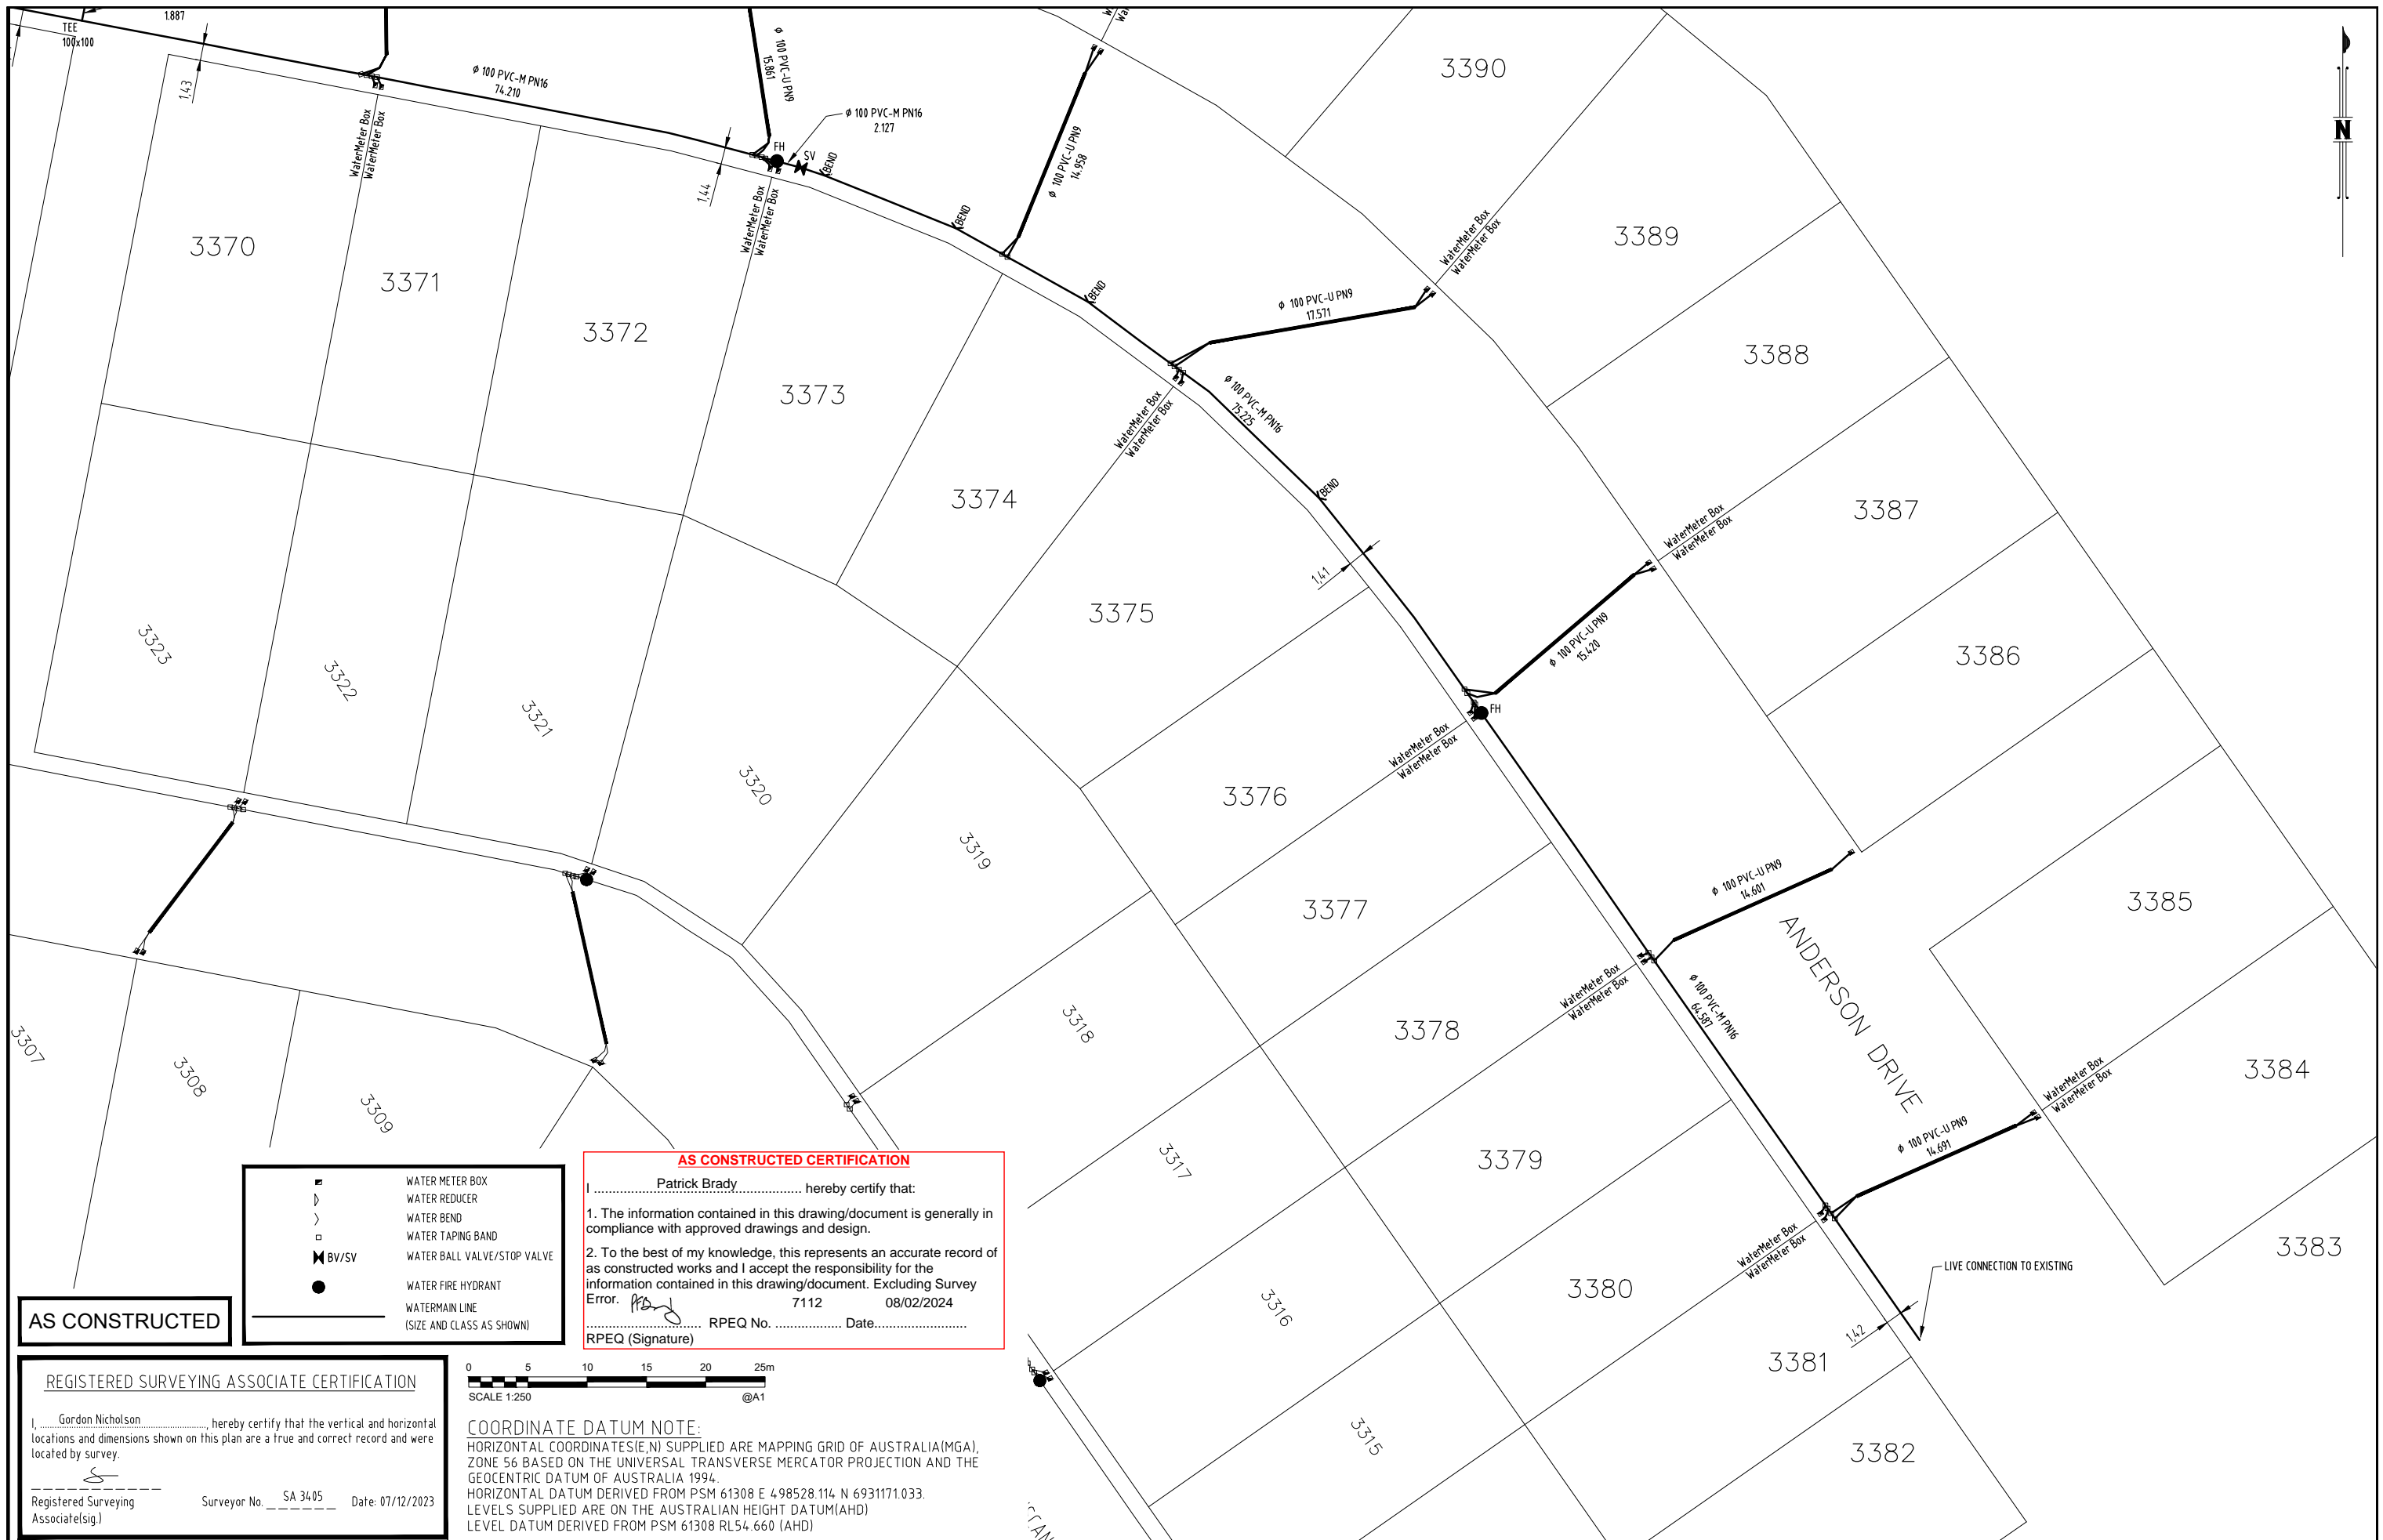 1.887
TEE
100x100
1,43
Ø 100 PVC-M PN16
74.210
Ø 100 PVC-U PN9
15.861
Ø 100 PVC-M PN16
2.127
FH
SV
BEND
BEND
BEND
BEND
1,44
WaterMeter Box
WaterMeter Box
WaterMeter Box
WaterMeter Box
Ø 100 PVC-U PN9
14.958
N
3390
3389
WaterMeter Box
WaterMeter Box
3370
3371
3372
3373
3374
3375
Ø 100 PVC-U PN9
17.571
3388
WaterMeter Box
WaterMeter Box
Ø 100 PVC-M PN16
75.225
3387
WaterMeter Box
WaterMeter Box
1,41
Ø 100 PVC-U PN9
15.420
3386
FH
WaterMeter Box
WaterMeter Box
3323
3322
3321
3320
3319
3376
3377
Ø 100 PVC-U PN9
14.601
3385
ANDERSON DRIVE
WaterMeter Box
WaterMeter Box
Ø 100 PVC-M PN16
64.587
3318
3378
3384
WaterMeter Box
WaterMeter Box
3307
3308
3309
3317
3379
Ø 100 PVC-U PN9
14.691
3383
WaterMeter Box
WaterMeter Box
LIVE CONNECTION TO EXISTING
3316
3380
1,42
3381
3315
3382
WATER METER BOX
WATER REDUCER
WATER BEND
WATER TAPING BAND
BV/SV WATER BALL VALVE/STOP VALVE
WATER FIRE HYDRANT
WATERMAIN LINE
(SIZE AND CLASS AS SHOWN)
AS CONSTRUCTED
AS CONSTRUCTED CERTIFICATION
I ........ Patrick Brady ........ hereby certify that:
1. The information contained in this drawing/document is generally in
compliance with approved drawings and design.
2. To the best of my knowledge, this represents an accurate record of
as constructed works and I accept the responsibility for the
information contained in this drawing/document. Excluding Survey
Error.
7112 08/02/2024
........ RPEQ No. ........ Date........
RPEQ (Signature)
REGISTERED SURVEYING ASSOCIATE CERTIFICATION
I, Gordon Nicholson, hereby certify that the vertical and horizontal
locations and dimensions shown on this plan are a true and correct record and were
located by survey.
Registered Surveying Surveyor No. SA 3405 Date: 07/12/2023
Associate(sig.)
0 5 10 15 20 25m
SCALE 1:250 @A1
COORDINATE DATUM NOTE:
HORIZONTAL COORDINATES(E,N) SUPPLIED ARE MAPPING GRID OF AUSTRALIA(MGA),
ZONE 56 BASED ON THE UNIVERSAL TRANSVERSE MERCATOR PROJECTION AND THE
GEOCENTRIC DATUM OF AUSTRALIA 1994.
HORIZONTAL DATUM DERIVED FROM PSM 61308 E 498528.114 N 6931171.033.
LEVELS SUPPLIED ARE ON THE AUSTRALIAN HEIGHT DATUM(AHD)
LEVEL DATUM DERIVED FROM PSM 61308 RL54.660 (AHD)